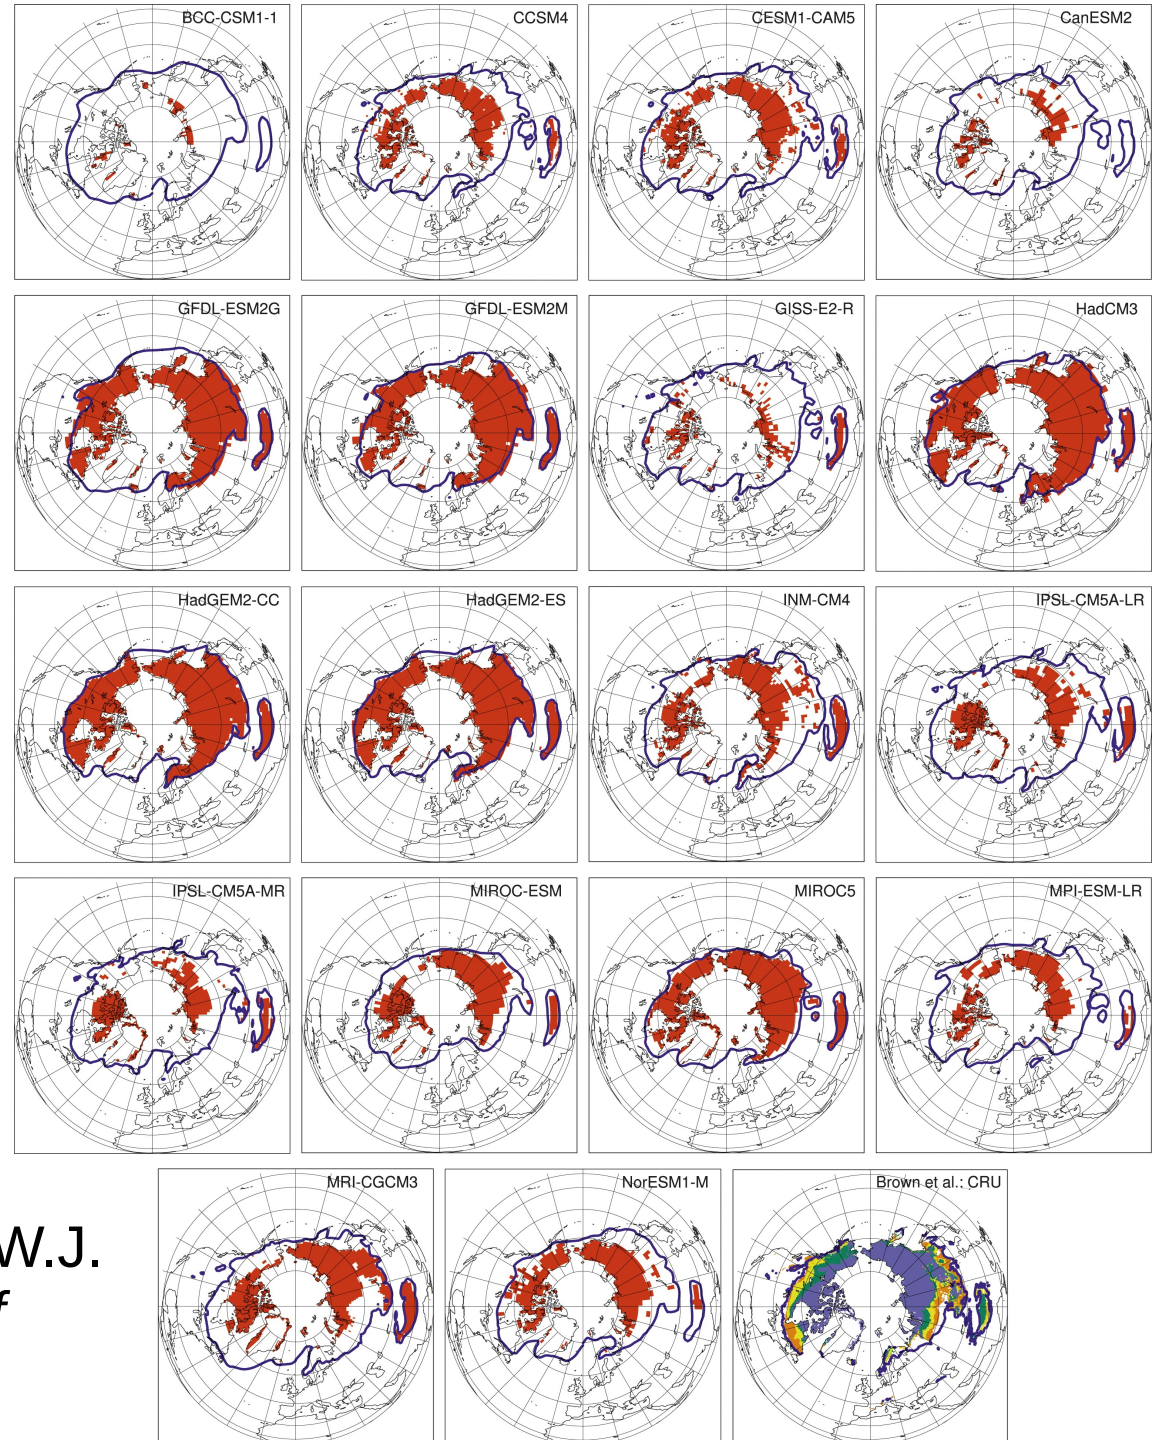 BCC-CSM1-1
CCSM4
CESM1-CAM5
CanESM2
GFDL-ESM2G
GFDL-ESM2M
GISS-E2-R
HadCM3
HadGEM2-CC
HadGEM2-ES
INM-CM4
IPSL-CM5A-LR
IPSL-CM5A-MR
MIROC-ESM
MIROC5
MPI-ESM-LR
MRI-CGCM3
NorESM1-M
Brown et al.: CRU
W.J.
f